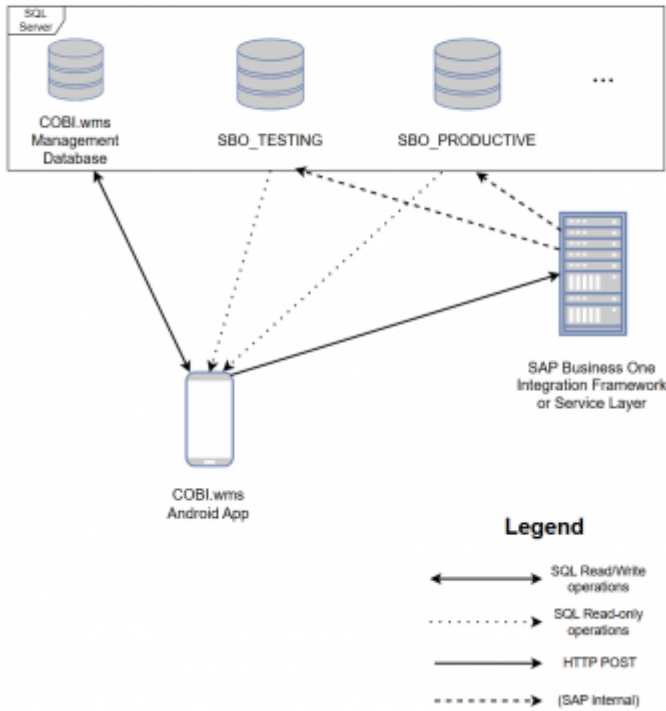 SQL
Server
COBI.wms
Management
Database
SBO_TESTING
SBO_PRODUCTIVE
...
SAP Business One
Integration Framework
or Service Layer
COBI.wms
Android App
Legend
SQL Read/Write
operations
SQL Read-only
operations
HTTP POST
(SAP Internal)